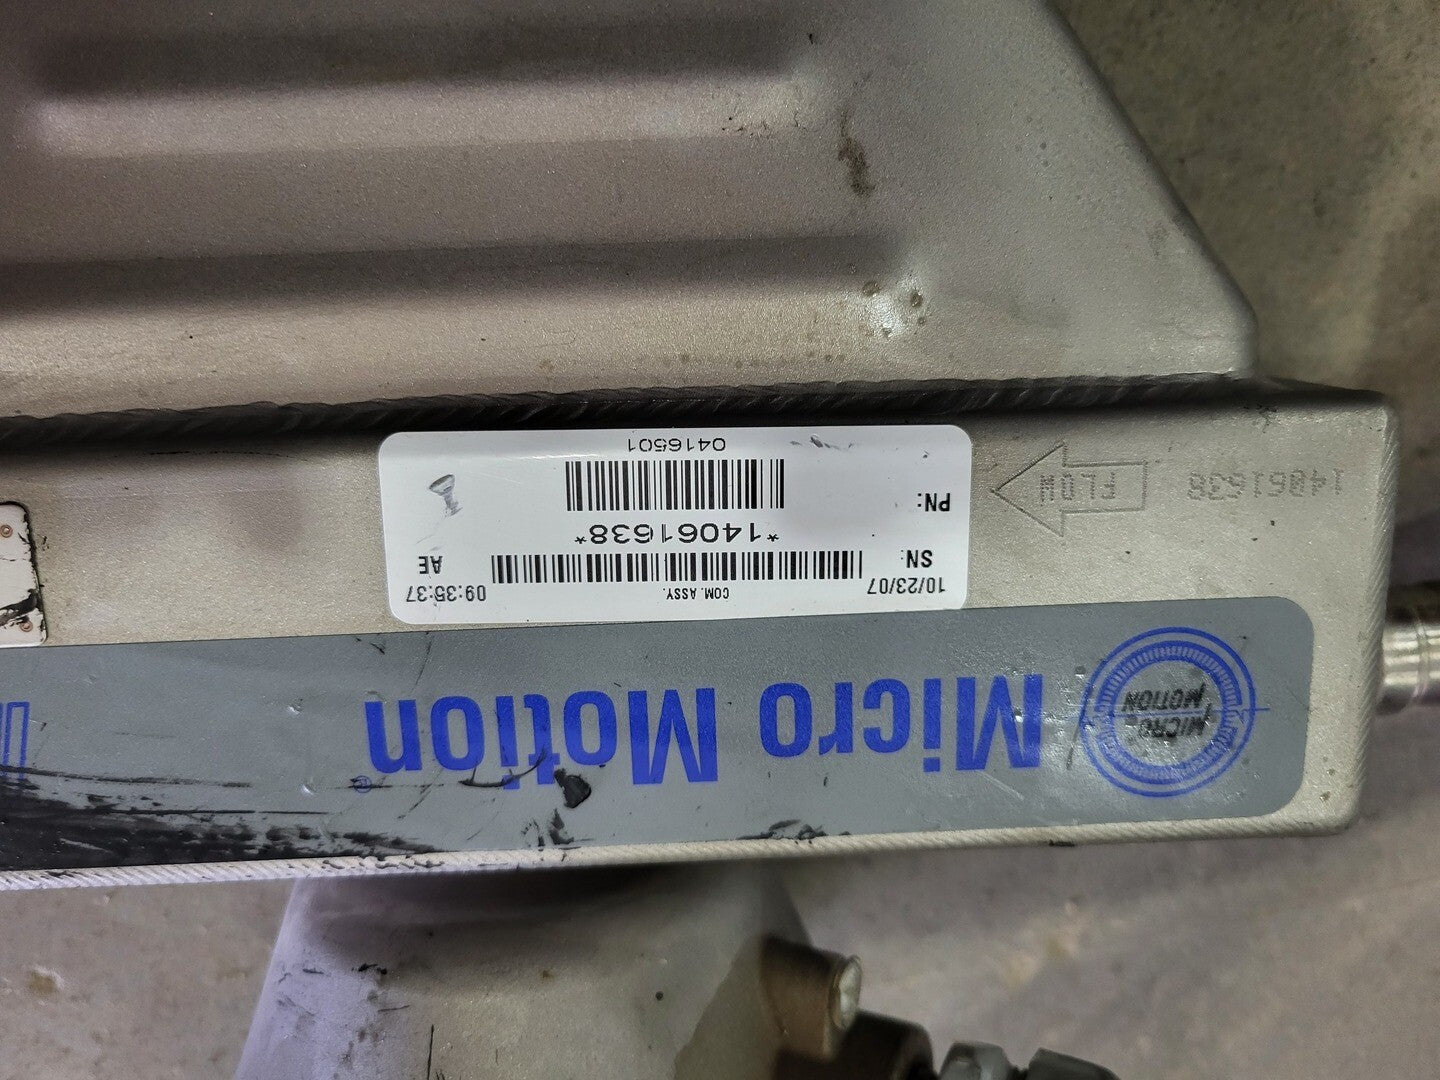 Micro Motion®
MICRO
MOTION
10/23/07 COM. ASSY. 09:35:37
SN: AE
*14061638*
PN:
0416501
14061638 FLOW